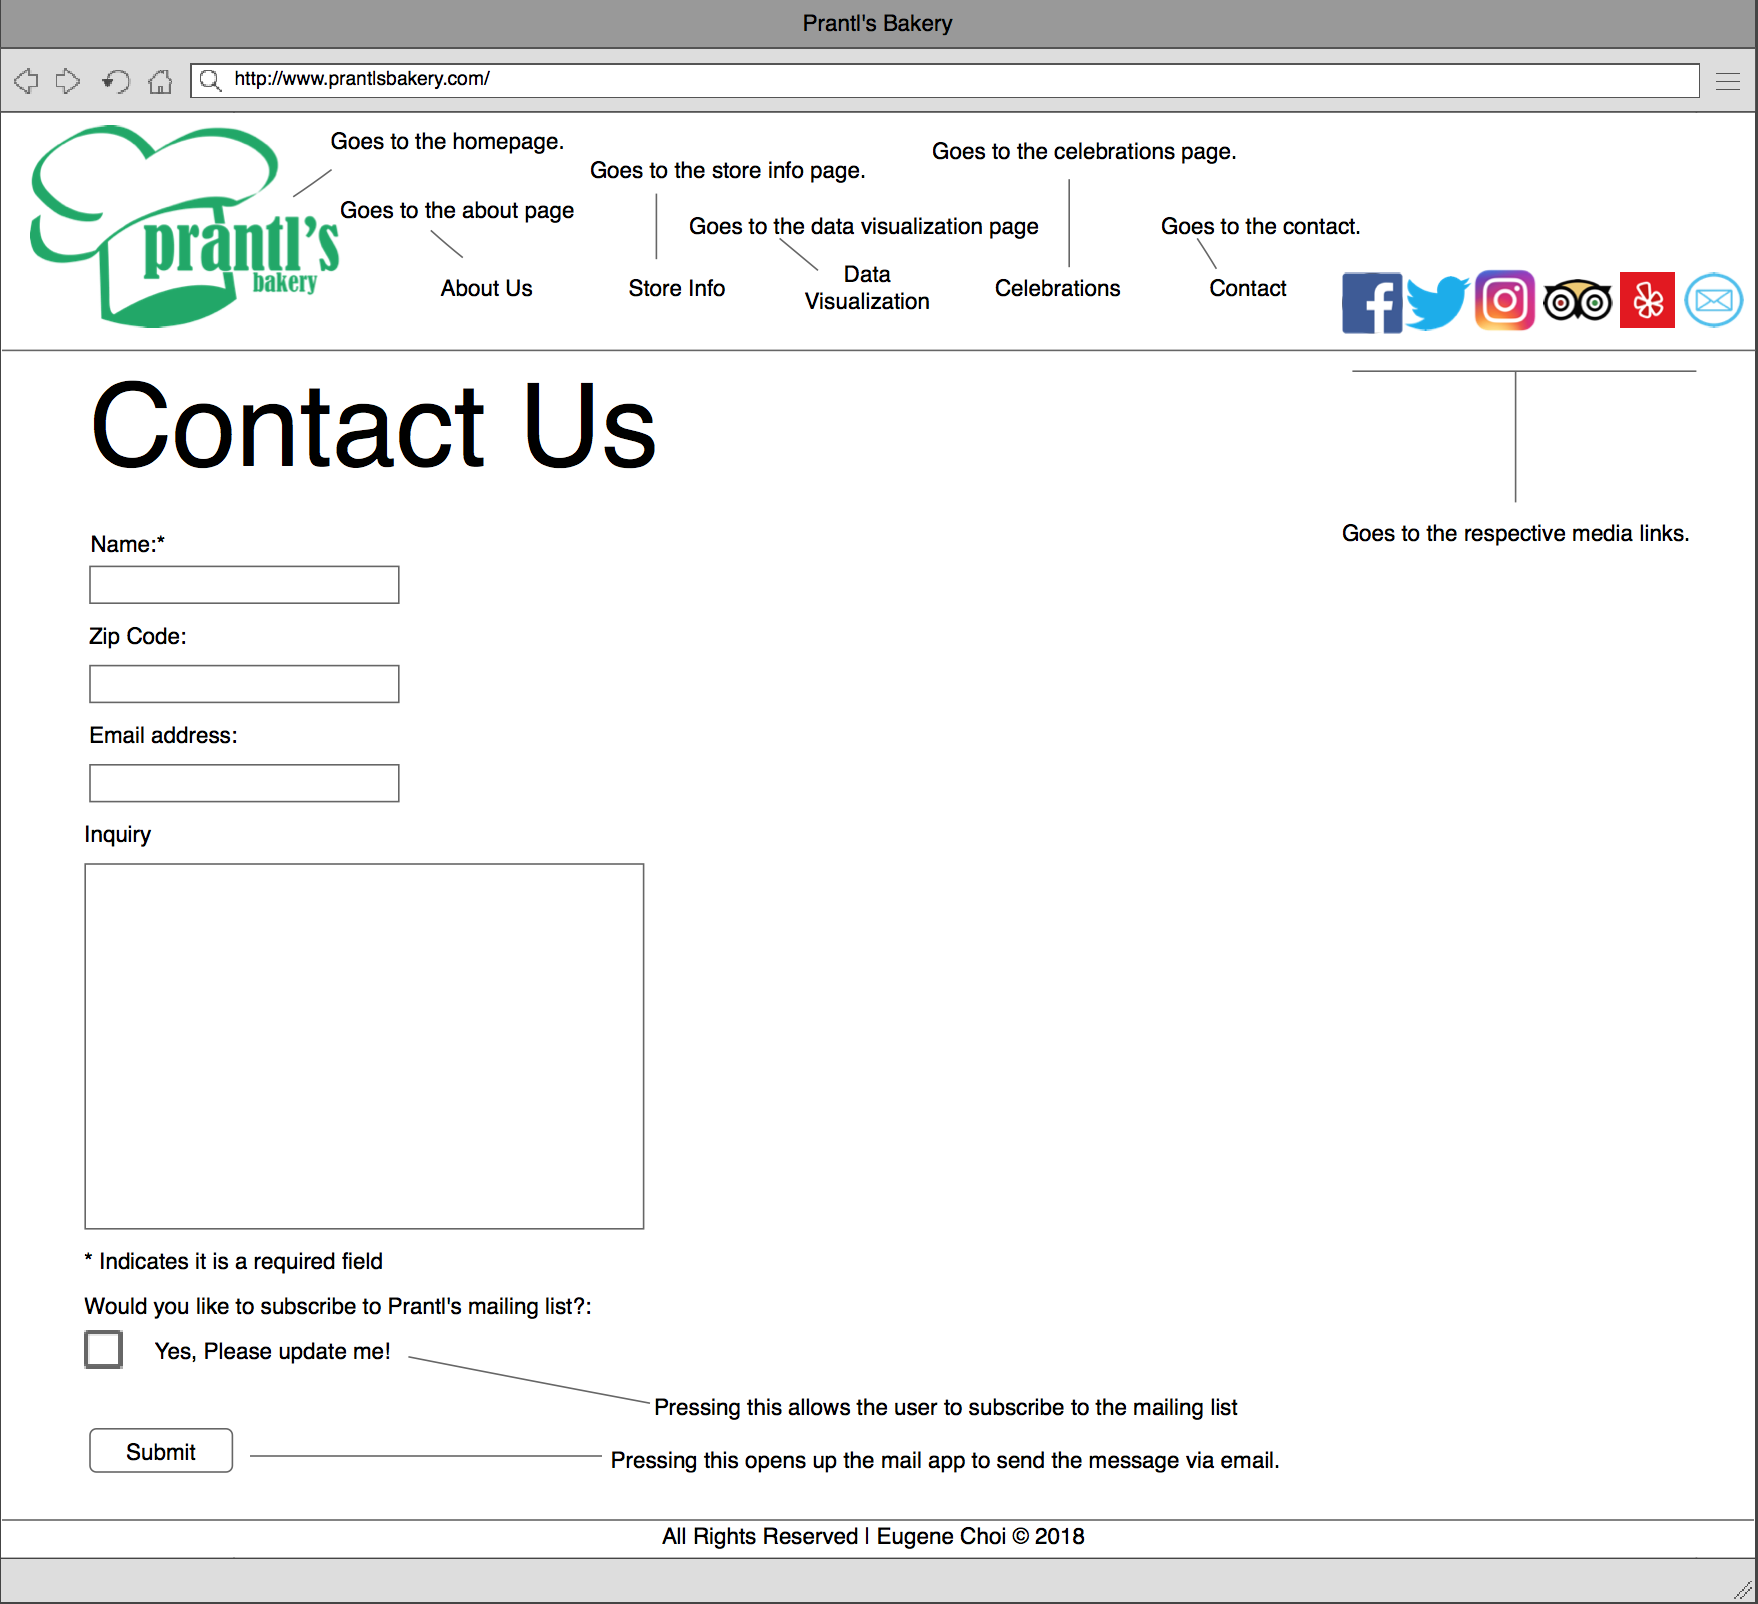 Prantl's Bakery
http://www.prantlsbakery.com/
Goes to the homepage.
Goes to the celebrations page.
Goes to the store info page.
Goes to the about page
Goes to the data visualization page
Goes to the contact.
prantl's
bakery
About Us
Store Info
Data
Visualization
Celebrations
Contact
Contact Us
Goes to the respective media links.
Name:*
Zip Code:
Email address:
Inquiry
* Indicates it is a required field
Would you like to subscribe to Prantl's mailing list?:
Yes, Please update me!
Pressing this allows the user to subscribe to the mailing list
Submit
Pressing this opens up the mail app to send the message via email.
All Rights Reserved | Eugene Choi © 2018